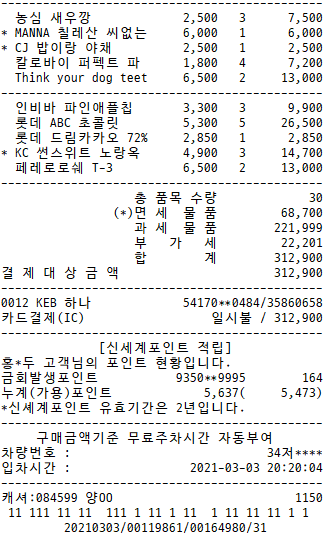 농심 새우깡 2,500 3 7,500
* MANNA 칠레산 씨없는 6,000 1 6,000
* CJ 밥이랑 야채 2,500 1 2,500
칼로바이 퍼펙트 파 1,800 4 7,200
Think your dog teet 6,500 2 13,000
인비바 파인애플칩 3,300 3 9,900
롯데 ABC 초콜릿 5,300 5 26,500
롯데 드림카카오 72% 2,850 1 2,850
* KC 썬스위트 노랑옥 4,900 3 14,700
페레로로쉐 T-3 6,500 2 13,000
총 품목 수량 30
(*)면 세 물 품 68,700
과 세 물 품 221,999
부 가 세 22,201
합 계 312,900
결 제 대 상 금 액 312,900
0012 KEB 하나 54170**0484/35860658
카드결제(IC) 일시불 / 312,900
[신세계포인트 적립]
홍*두 고객님의 포인트 현황입니다.
금회발생포인트 9350**9995 164
누계(가용)포인트 5,637( 5,473)
*신세계포인트 유효기간은 2년입니다.
구매금액기준 무료주차시간 자동부여
차량번호 : 34저****
입차시간 : 2021-03-03 20:20:04
캐셔:084599 양OO 1150
11 111 11 11 111 1 11 1 11 1 11 11 11 1 1
20210303/00119861/00164980/31